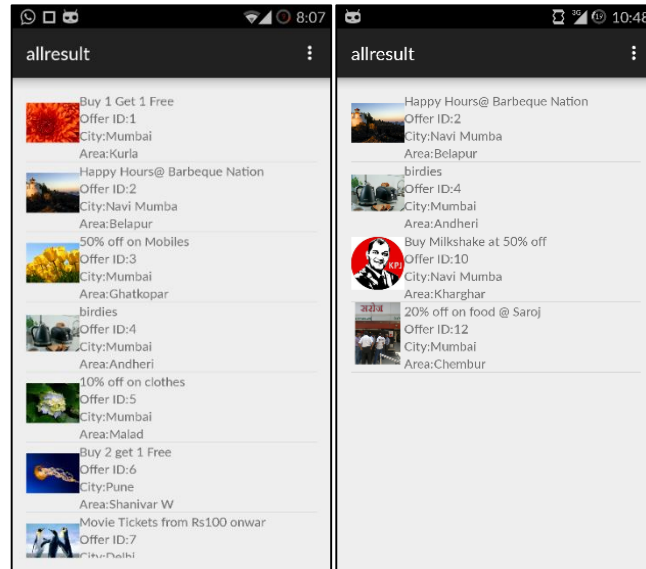 8:07
allresult
Buy 1 Get 1 Free
Offer ID:1
City:Mumbai
Area:Kurla
Happy Hours@ Barbeque Nation
Offer ID:2
City:Navi Mumba
Area:Belapur
50% off on Mobiles
Offer ID:3
City:Mumbai
Area:Ghatkopar
birdies
Offer ID:4
City:Mumbai
Area:Andheri
10% off on clothes
Offer ID:5
City:Mumbai
Area:Malad
Buy 2 get 1 Free
Offer ID:6
City:Pune
Area:Shanivar W
Movie Tickets from Rs100 onwar
Offer ID:7
City:Delhi
3G 19 10:48
allresult
Happy Hours@ Barbeque Nation
Offer ID:2
City:Navi Mumba
Area:Belapur
birdies
Offer ID:4
City:Mumbai
Area:Andheri
KPJ
Buy Milkshake at 50% off
Offer ID:10
City:Navi Mumba
Area:Kharghar
सरोज
20% off on food @ Saroj
Offer ID:12
City:Mumbai
Area:Chembur